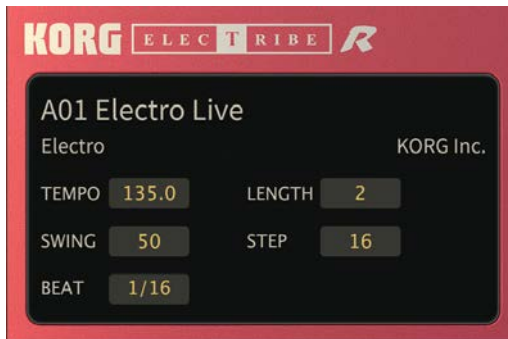 KORG ELECTRIBE R
A01 Electro Live
Electro KORG Inc.
TEMPO 135.0 LENGTH 2
SWING 50 STEP 16
BEAT 1/16